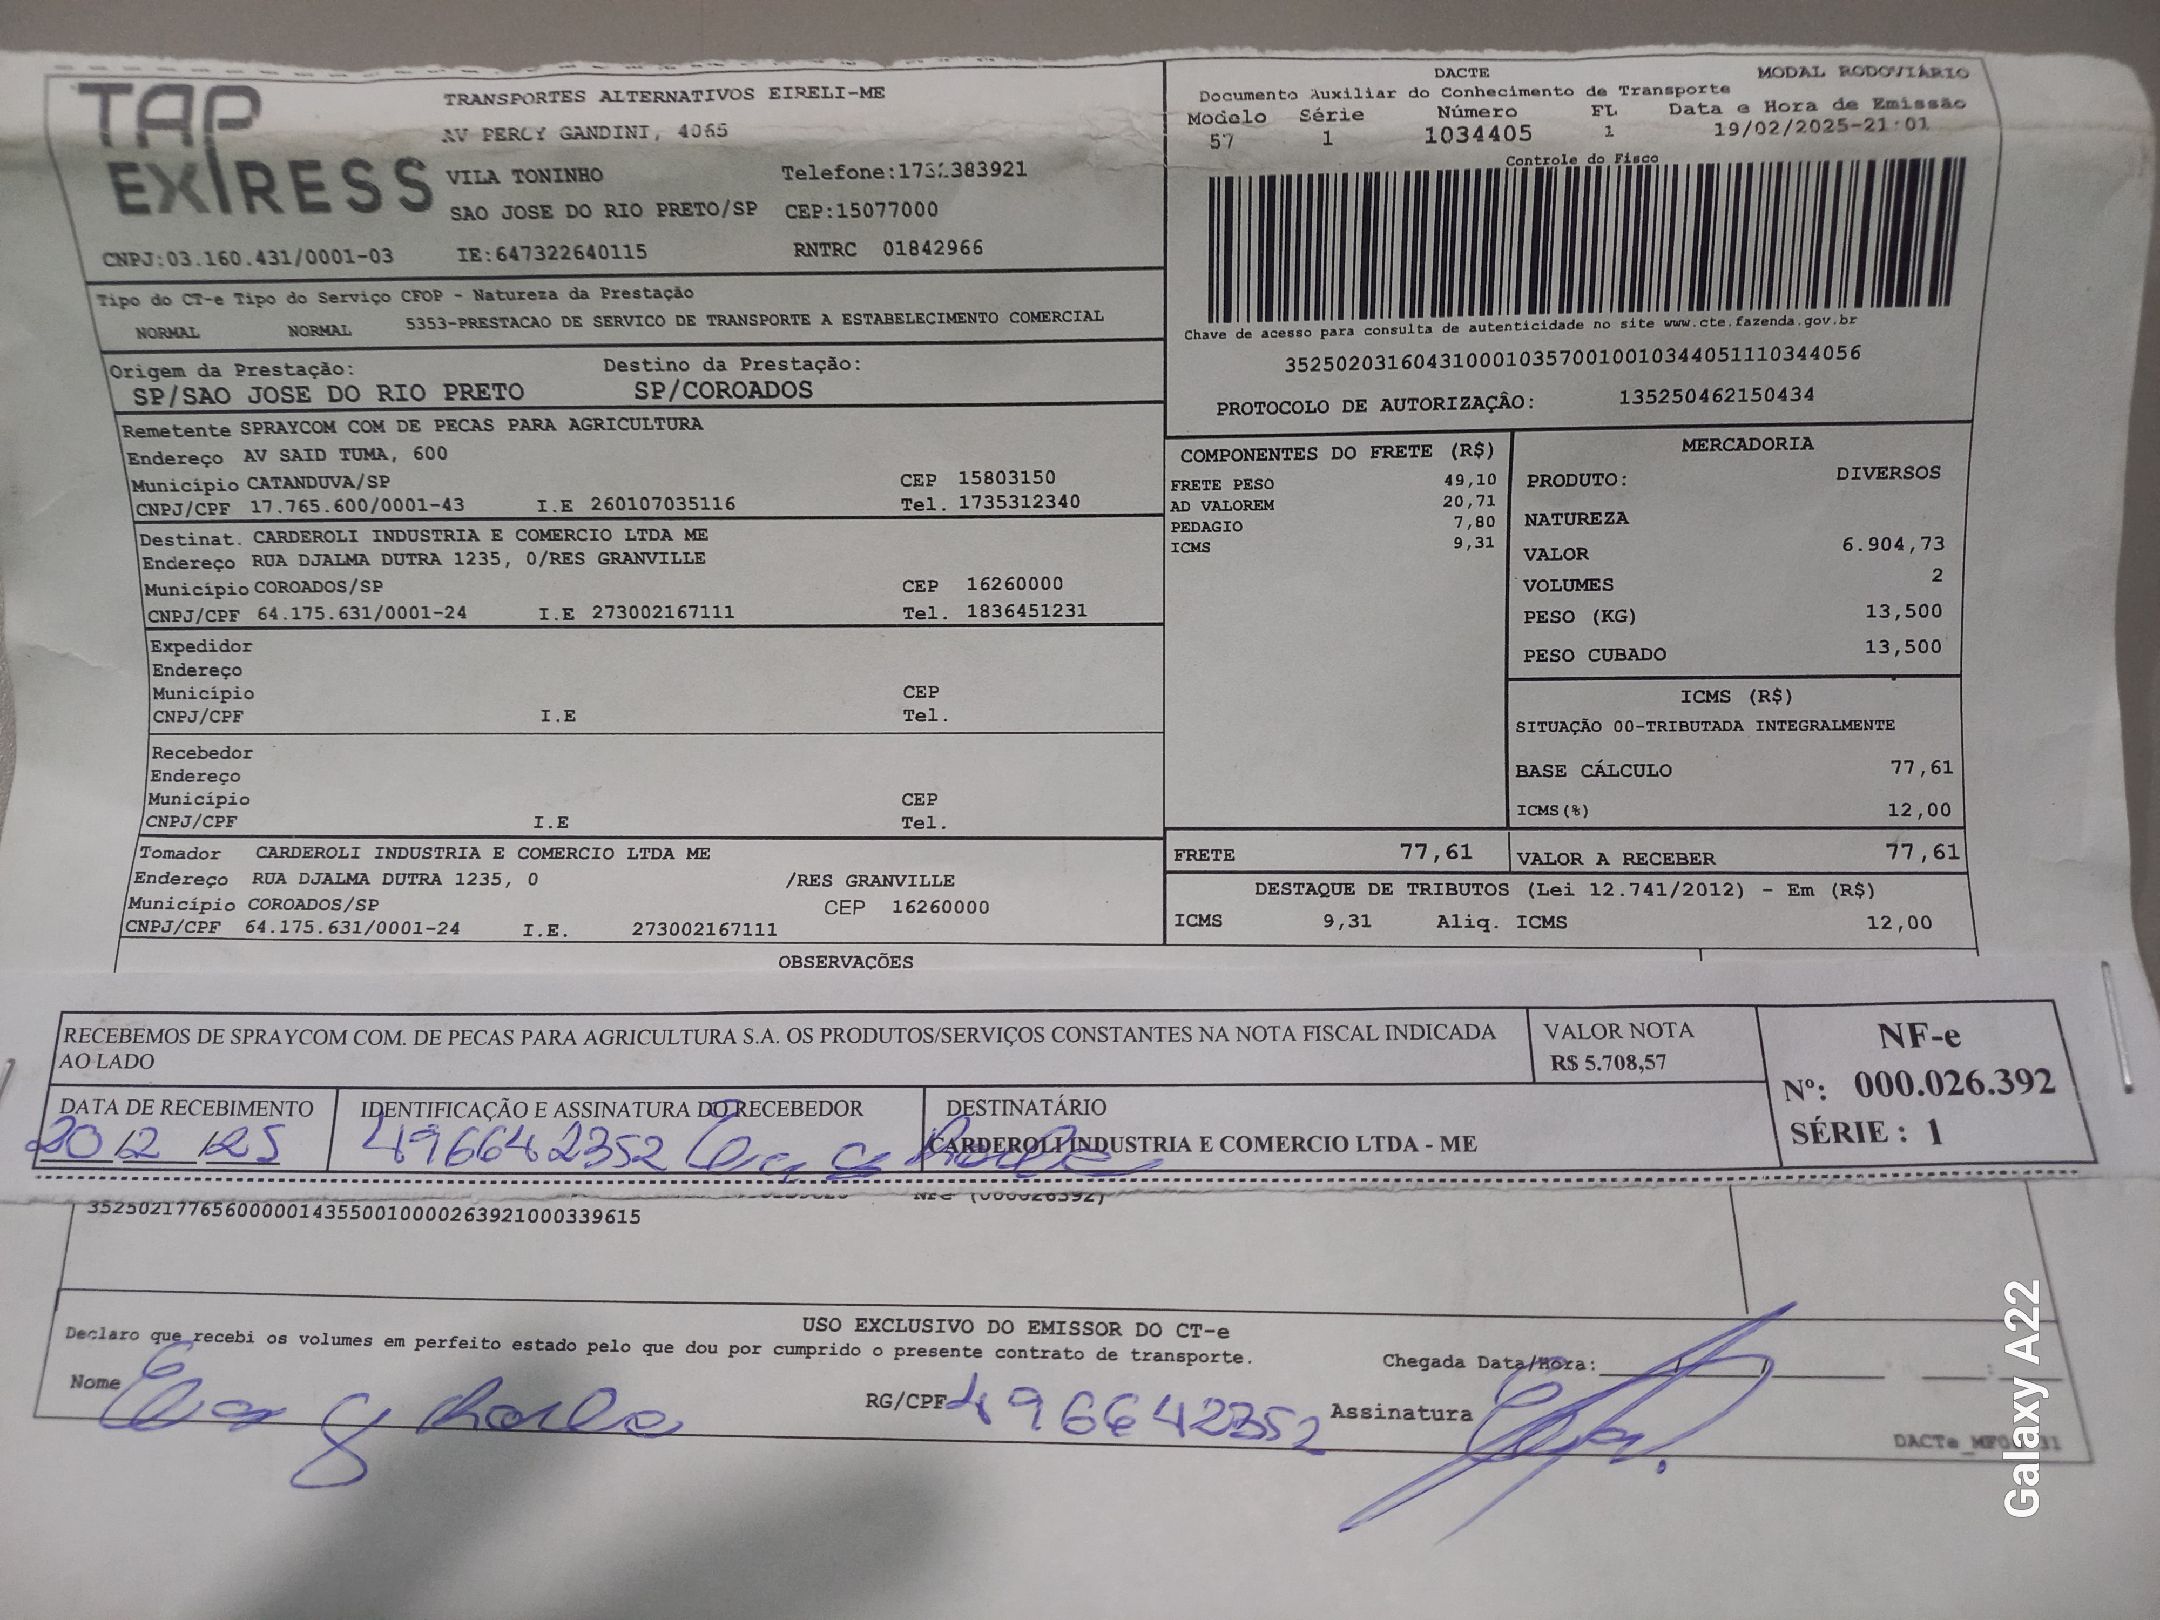 TAP EXPRESS
TRANSPORTES ALTERNATIVOS EIRELI-ME
AV PERCY GANDINI, 4065
VILA TONINHO Telefone:
SAO JOSE DO RIO PRETO/SP CEP:15077000
CNPJ:03.160.431/0001-03 IE:647322640115 RNTRC 01842966
DACTE MODAL RODOVIÁRIO
Documento Auxiliar do Conhecimento de Transporte
Modelo Série Número FL Data e Hora de Emissão
57 1 1034405 1 19/02/2025-21:01
Controle do Fisco
Chave de acesso para consulta de autenticidade no site www.cte.fazenda.gov.br
35250203160431000103570010010344051110344056
PROTOCOLO DE AUTORIZAÇÂO: 135250462150434
Tipo do CT-e Tipo do Serviço CFOP - Natureza da Prestação
NORMAL NORMAL 5353-PRESTACAO DE SERVICO DE TRANSPORTE A ESTABELECIMENTO COMERCIAL
Origem da Prestação: Destino da Prestação:
SP/SAO JOSE DO RIO PRETO SP/COROADOS
Remetente SPRAYCOM COM DE PECAS PARA AGRICULTURA
Endereço AV SAID TUMA, 600
Município CATANDUVA/SP CEP 15803150
CNPJ/CPF 17.765.600/0001-43 I.E 260107035116 Tel. 1735312340
Destinat. CARDEROLI INDUSTRIA E COMERCIO LTDA ME
Endereço RUA DJALMA DUTRA 1235, 0/RES GRANVILLE
Município COROADOS/SP CEP 16260000
CNPJ/CPF 64.175.631/0001-24 I.E 273002167111 Tel. 1836451231
Expedidor
Endereço
Município CEP
CNPJ/CPF I.E Tel.
Recebedor
Endereço
Município CEP
CNPJ/CPF I.E Tel.
Tomador CARDEROLI INDUSTRIA E COMERCIO LTDA ME
Endereço RUA DJALMA DUTRA 1235, 0 /RES GRANVILLE
Município COROADOS/SP CEP 16260000
CNPJ/CPF 64.175.631/0001-24 I.E. 273002167111
COMPONENTES DO FRETE (R$)
FRETE PESO 49,10
AD VALOREM 20,71
PEDAGIO 7,80
ICMS 9,31
MERCADORIA
PRODUTO: DIVERSOS
NATUREZA
VALOR 6.904,73
VOLUMES 2
PESO (KG) 13,500
PESO CUBADO 13,500
ICMS (R$)
SITUAÇÃO 00-TRIBUTADA INTEGRALMENTE
BASE CÁLCULO 77,61
ICMS(%) 12,00
FRETE 77,61 VALOR A RECEBER 77,61
DESTAQUE DE TRIBUTOS (Lei 12.741/2012) - Em (R$)
ICMS 9,31 Aliq. ICMS 12,00
OBSERVAÇÕES
RECEBEMOS DE SPRAYCOM COM. DE PECAS PARA AGRICULTURA S.A. OS PRODUTOS/SERVIÇOS CONSTANTES NA NOTA FISCAL INDICADA
AO LADO
VALOR NOTA
R$ 5.708,57
NF-e
Nº: 000.026.392
SÉRIE : 1
DATA DE RECEBIMENTO IDENTIFICAÇÃO E ASSINATURA DO RECEBEDOR DESTINATÁRIO
20 12 125 496642352 CARDEROLI INDUSTRIA E COMERCIO LTDA - ME
NFe (000026392)
35250217765600000143550010000263921000339615
USO EXCLUSIVO DO EMISSOR DO CT-e
Declaro que recebi os volumes em perfeito estado pelo que dou por cumprido o presente contrato de transporte.
Chegada Data/Hora:
Nome RG/CPF 496642352 Assinatura
Galaxy A22